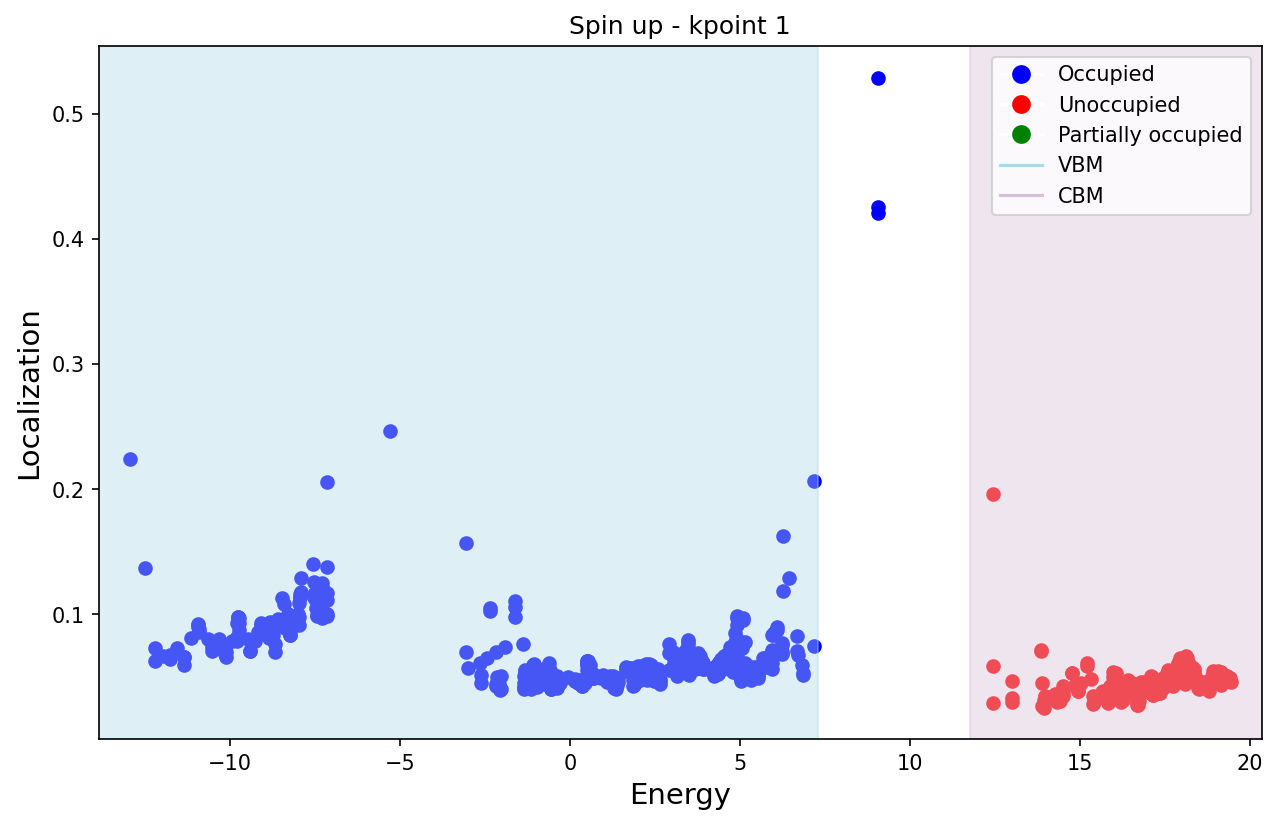 Spin up - kpoint 1
Localization
0.5
0.4
0.3
0.2
0.1
Occupied
Unoccupied
Partially occupied
VBM
CBM
−10
−5
0
5
10
15
20
Energy